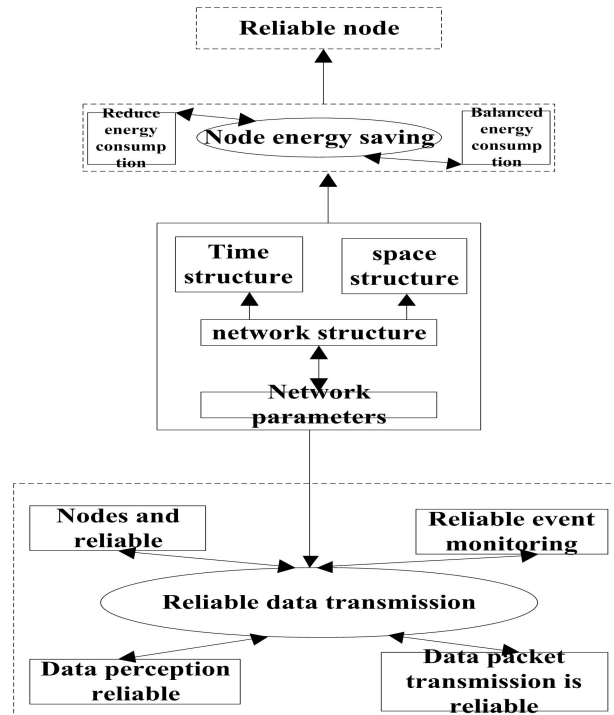 Reliable node
Reduce
energy
consump
tion
Node energy saving
Balanced
energy
consump
tion
Time
structure
space
structure
network structure
Network
parameters
Nodes and
reliable
Reliable event
monitoring
Reliable data transmission
Data perception
reliable
Data packet
transmission is
reliable